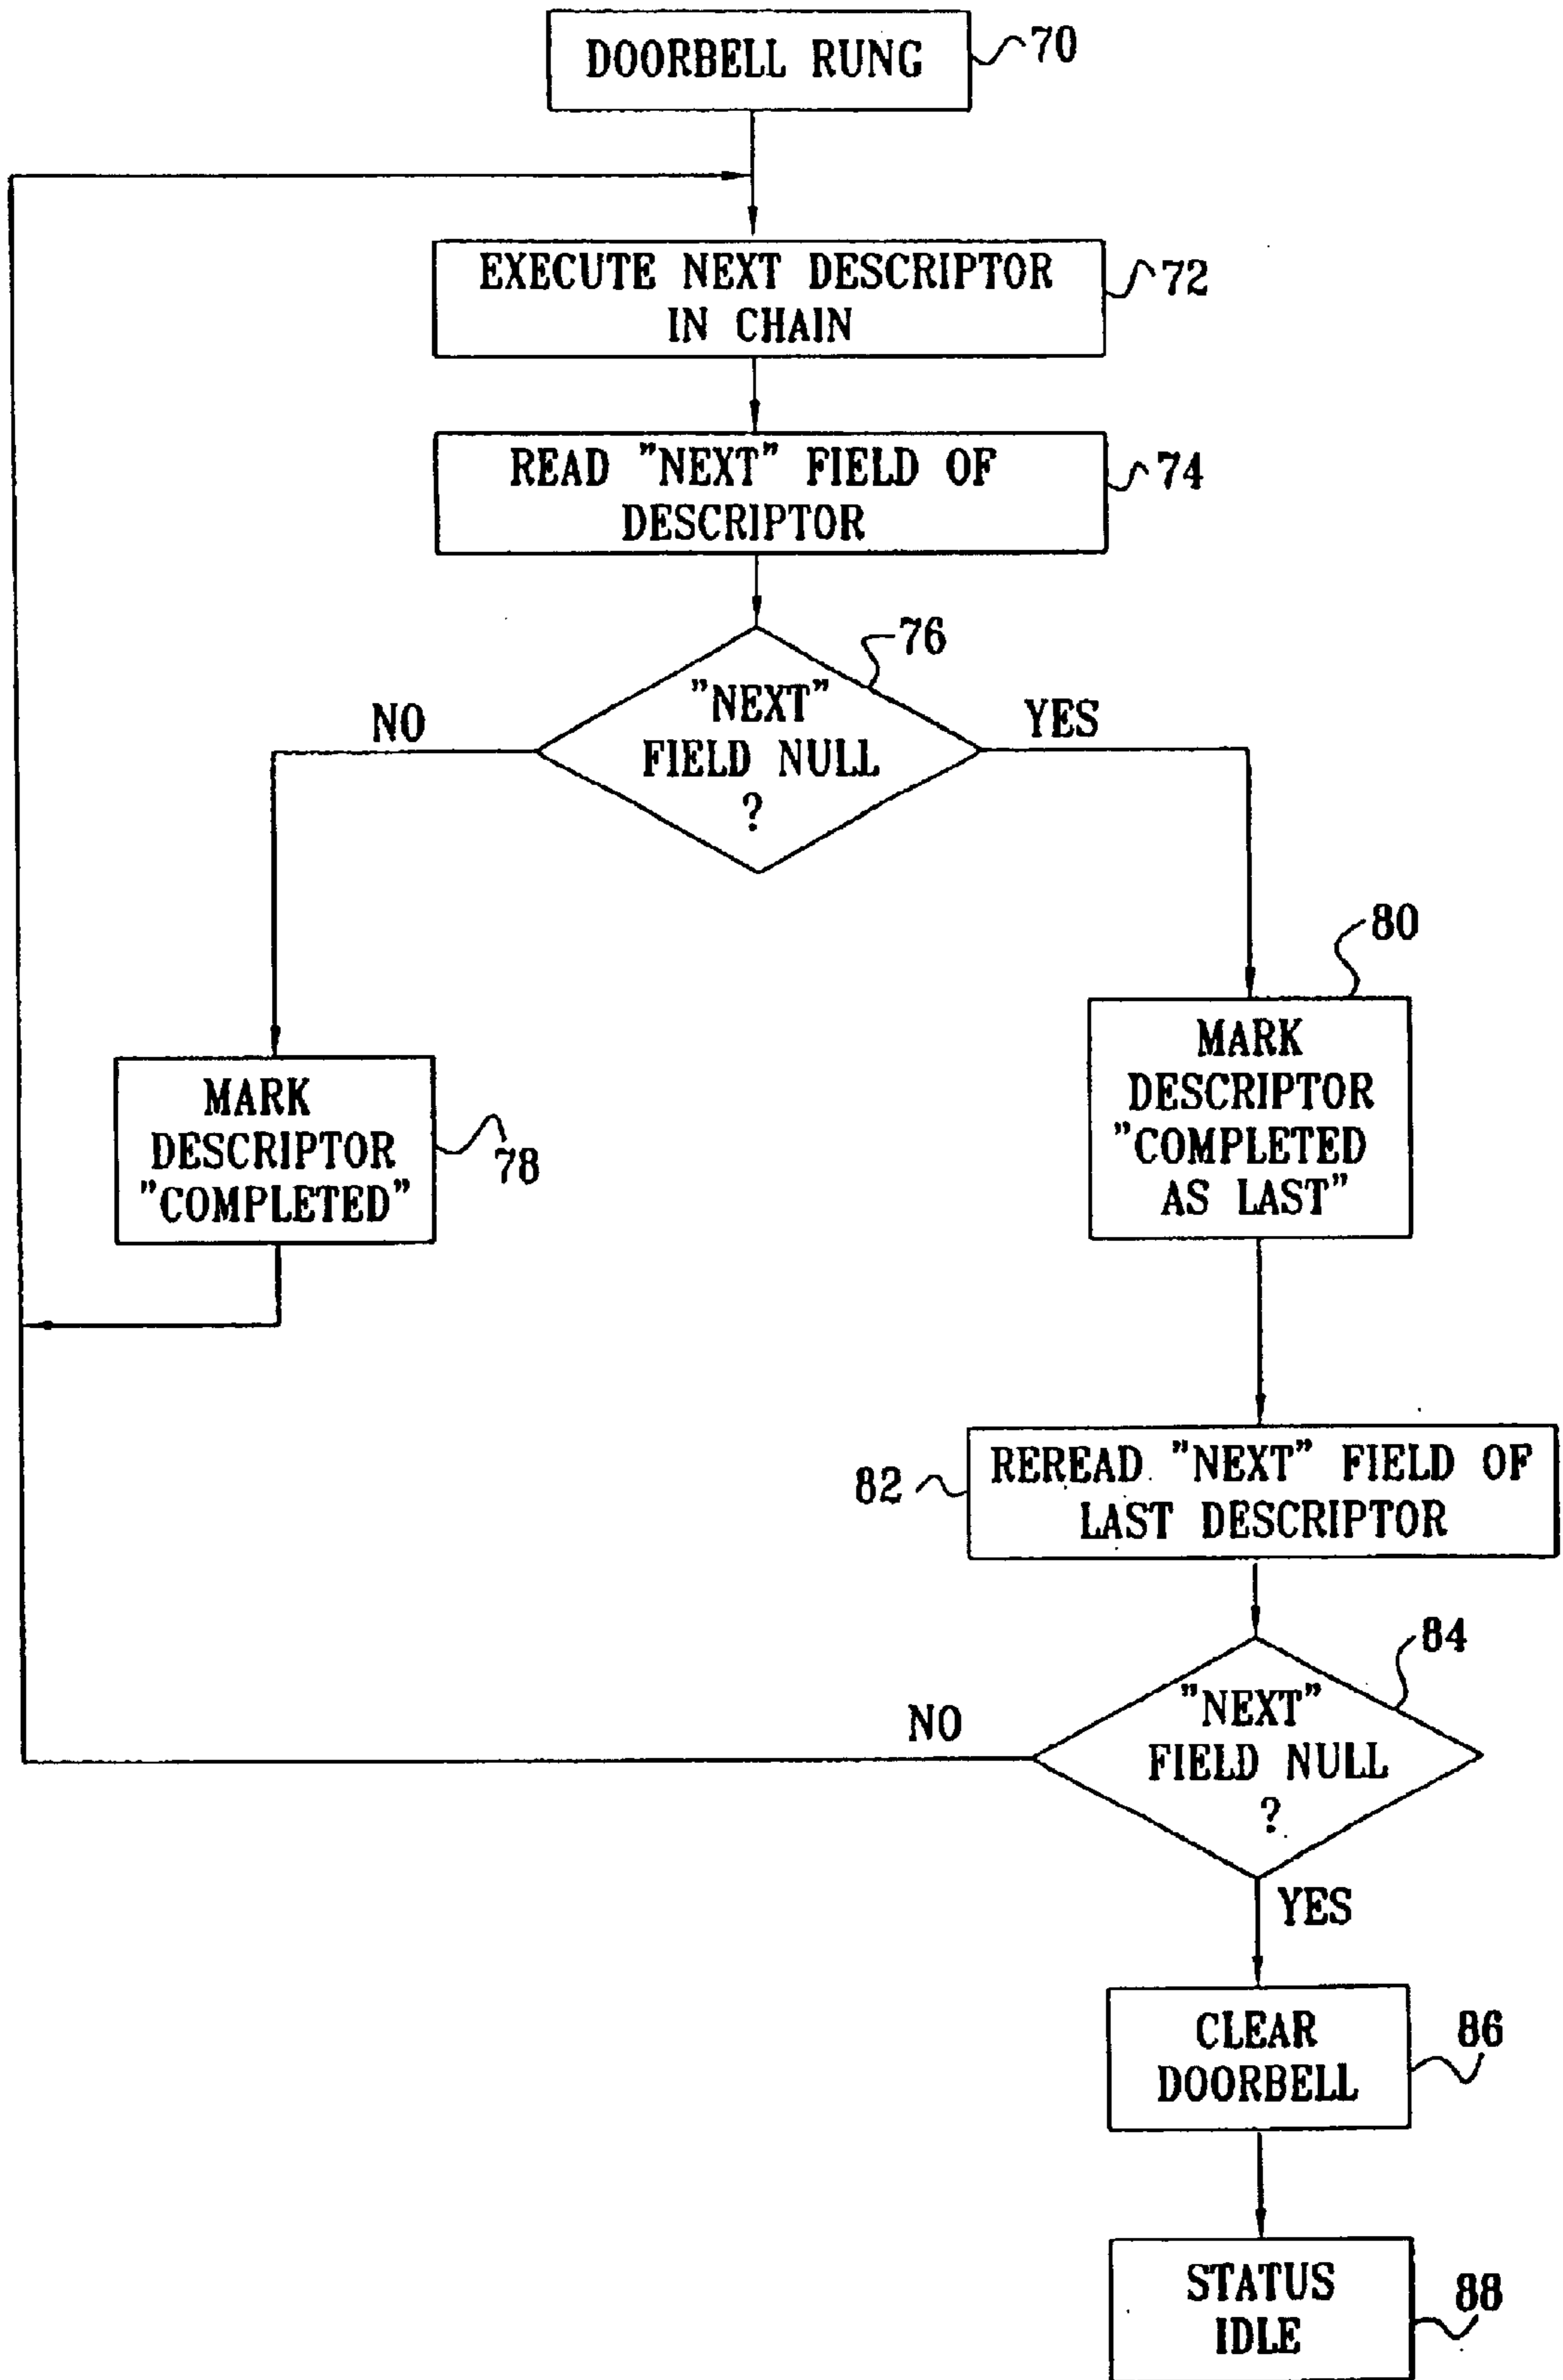 DOORBELL RUNG
70
EXECUTE NEXT DESCRIPTOR
IN CHAIN
72
READ "NEXT" FIELD OF
DESCRIPTOR
74
76
"NEXT"
FIELD NULL
?
NO
YES
80
MARK
DESCRIPTOR
"COMPLETED"
78
MARK
DESCRIPTOR
"COMPLETED
AS LAST"
82
REREAD "NEXT" FIELD OF
LAST DESCRIPTOR
84
"NEXT"
FIELD NULL
?
NO
YES
CLEAR
DOORBELL
86
STATUS
IDLE
88